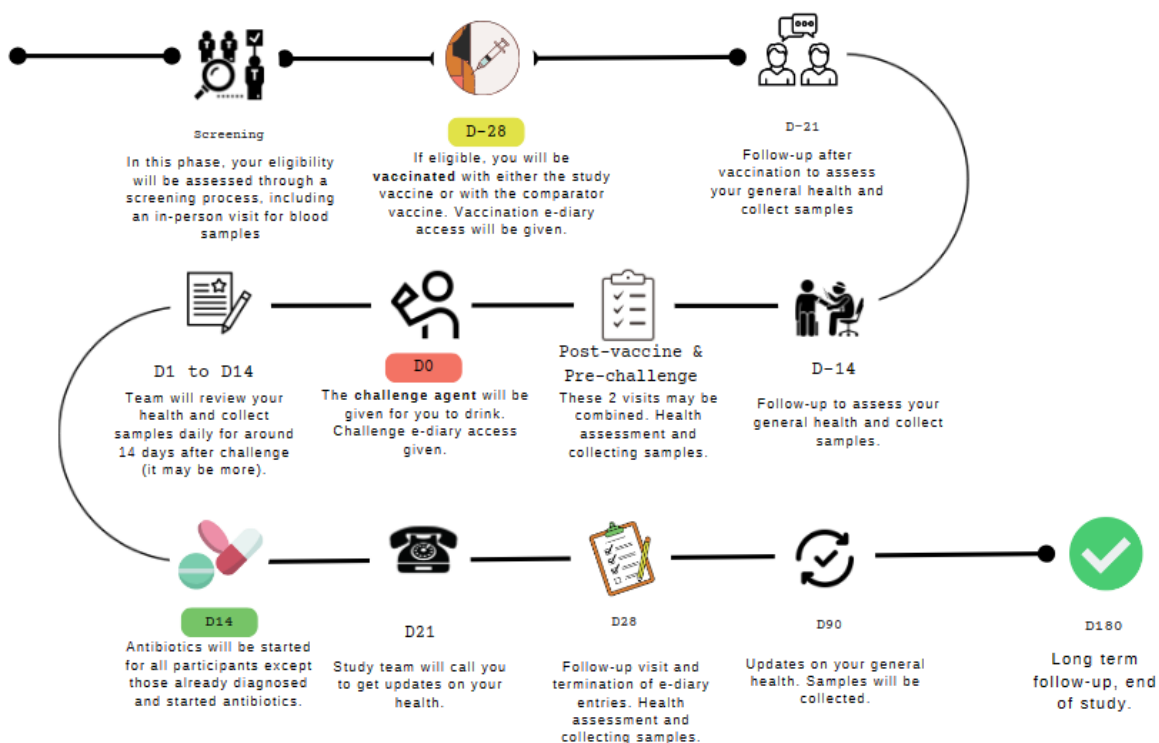 Screening
In this phase, your eligibility
will be assessed through a
screening process, including
an in-person visit for blood
samples
D-28
If eligible, you will be
vaccinated with either the study
vaccine or with the comparator
vaccine. Vaccination e-diary
access will be given.
D-21
Follow-up after
vaccination to assess
your general health and
collect samples
D-14
Follow-up to assess your
general health and collect
samples.
Post-vaccine &
Pre-challenge
These 2 visits may be
combined. Health
assessment and
collecting samples.
D0
The challenge agent will be
given for you to drink.
Challenge e-diary access
given.
D1 to D14
Team will review your
health and collect
samples daily for around
14 days after challenge
(it may be more).
D14
Antibiotics will be started
for all participants except
those already diagnosed
and started antibiotics.
D21
Study team will call you
to get updates on your
health.
D28
Follow-up visit and
termination of e-diary
entries. Health
assessment and
collecting samples.
D90
Updates on your general
health. Samples will be
collected.
D180
Long term
follow-up, end
of study.